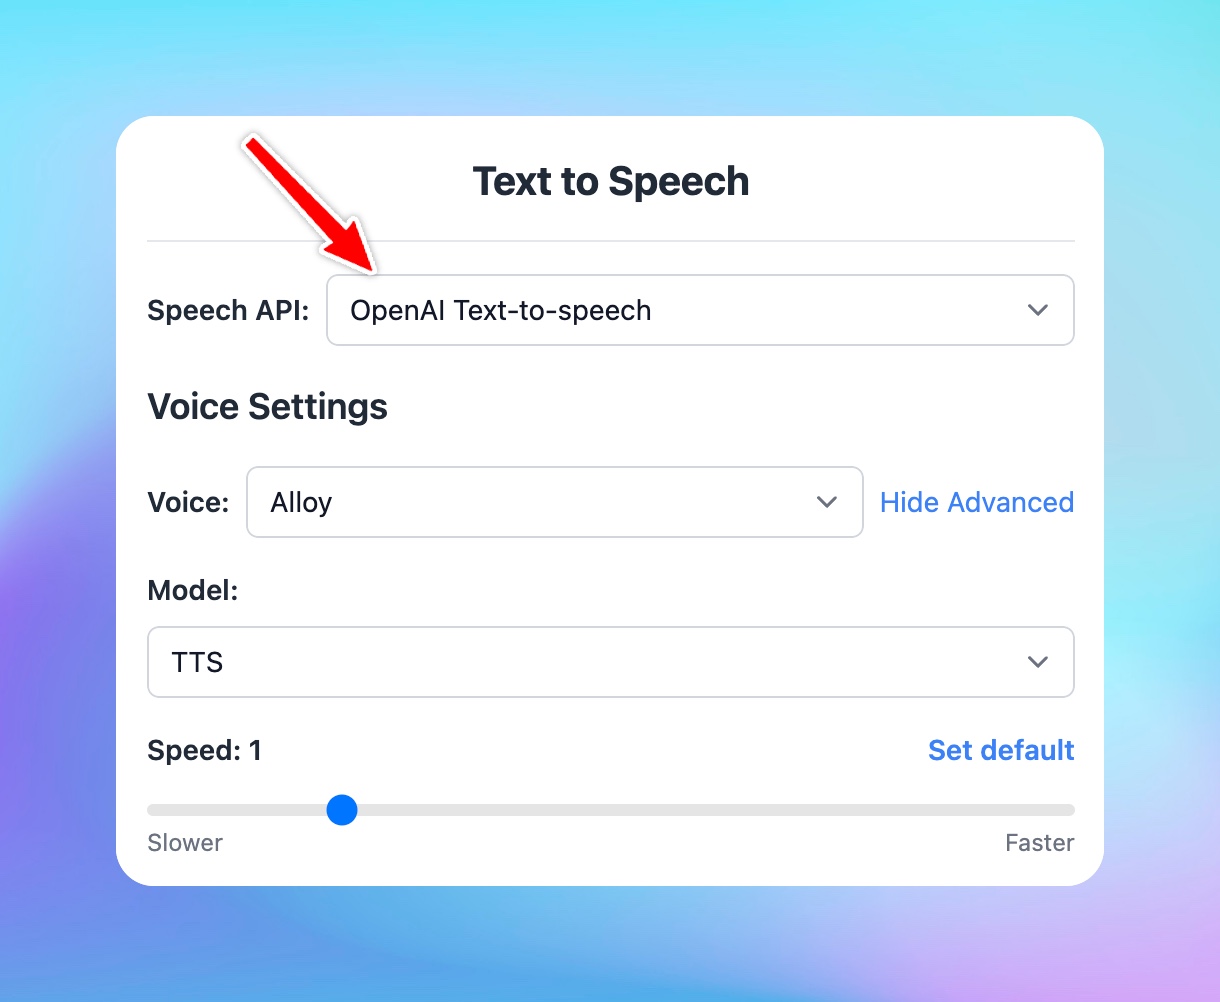 Text to Speech
Speech API: OpenAI Text-to-speech
Voice Settings
Voice: Alloy Hide Advanced
Model:
TTS
Speed: 1 Set default
Slower Faster